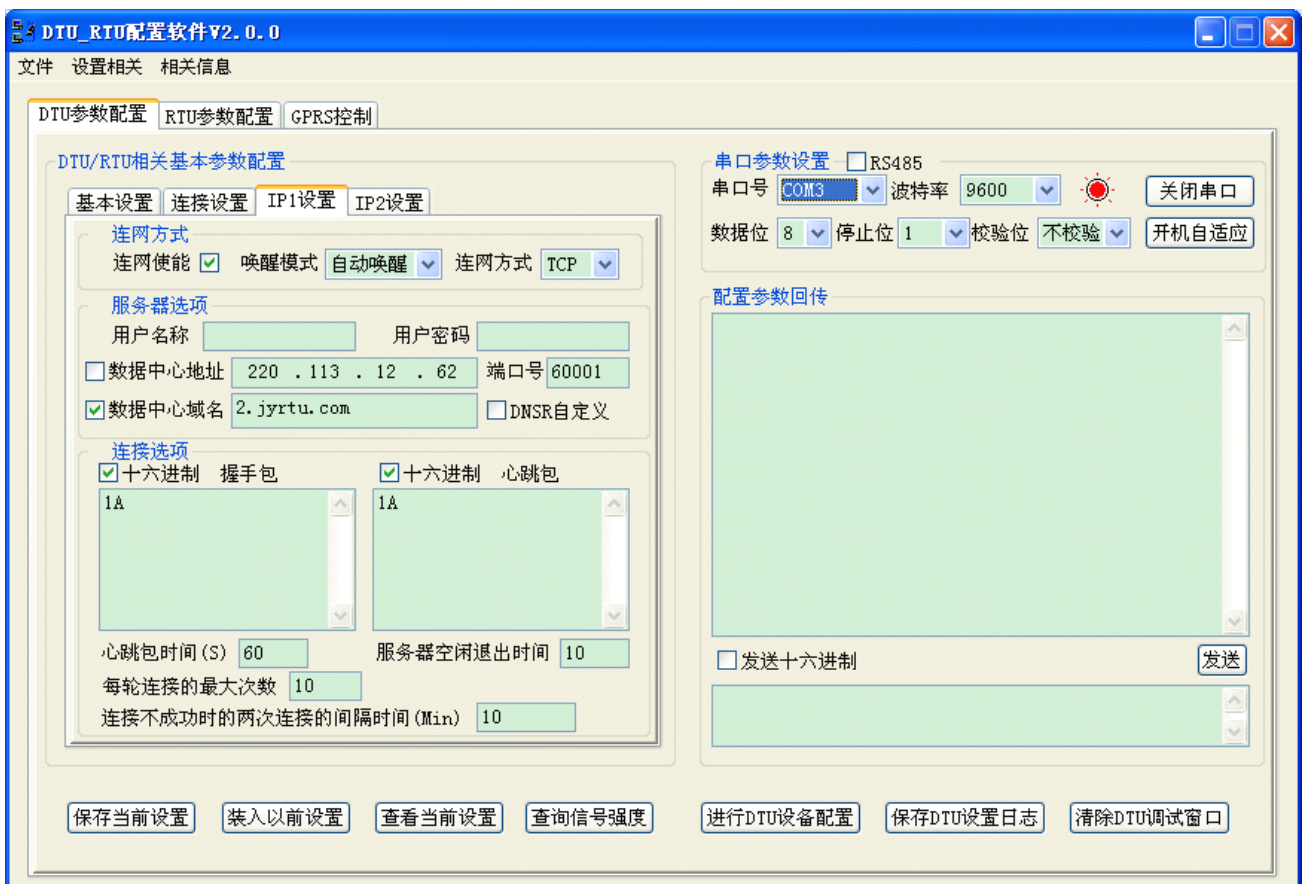 DTU_RTU配置软件V2.0.0
文件 设置相关 相关信息
DTU参数配置 RTU参数配置 GPRS控制
DTU/RTU相关基本参数配置
基本设置 连接设置 IP1设置 IP2设置
连网方式
连网使能 唤醒模式 自动唤醒 连网方式 TCP
服务器选项
用户名称 用户密码
数据中心地址 220 .113 . 12 . 62 端口号 60001
数据中心域名 2.jyrtu.com DNSR自定义
连接选项
十六进制 握手包 十六进制 心跳包
1A 1A
心跳包时间(S) 60 服务器空闲退出时间 10
每轮连接的最大次数 10
连接不成功时的两次连接的间隔时间(Min) 10
串口参数设置 RS485
串口号 COM3 波特率 9600 关闭串口
数据位 8 停止位 1 校验位 不校验 开机自适应
配置参数回传
发送十六进制 发送
保存当前设置 装入以前设置 查看当前设置 查询信号强度 进行DTU设备配置 保存DTU设置日志 清除DTU调试窗口